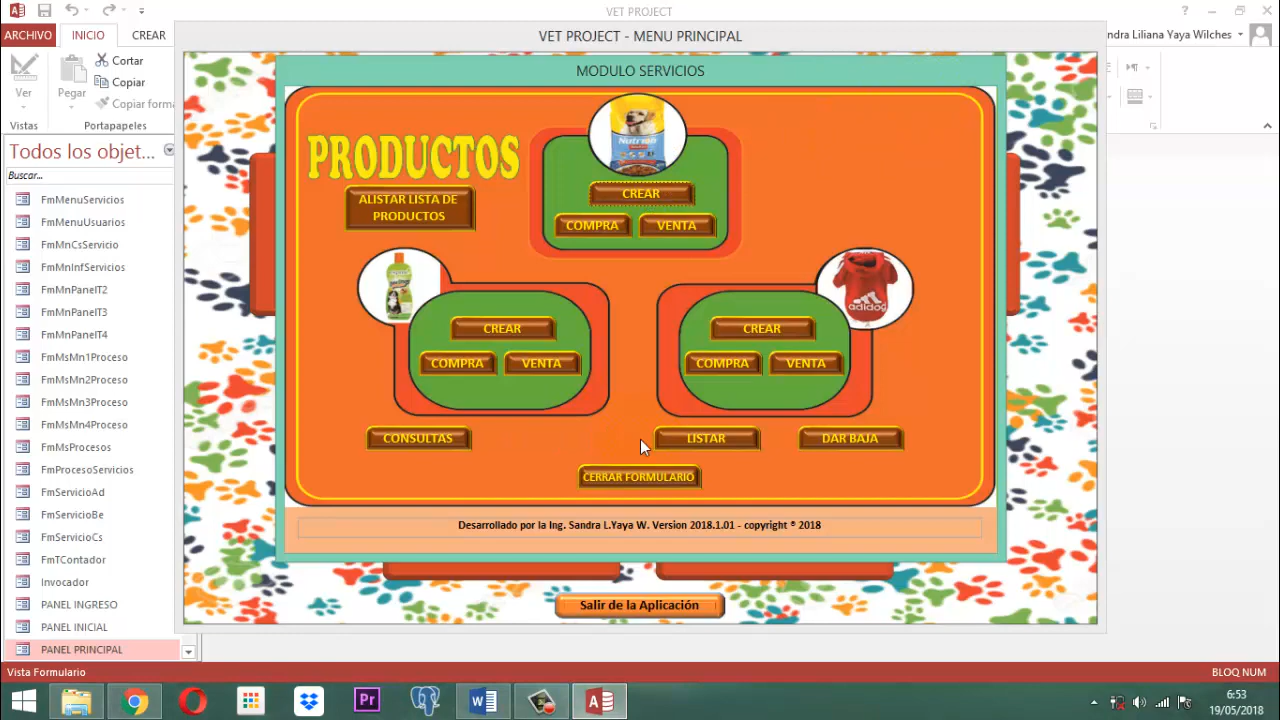 VET PROJECT
ARCHIVO INICIO CREAR
ndra Liliana Yaya Wilches
VET PROJECT - MENU PRINCIPAL
Cortar
Copiar
Copiar forma
Ver
Pegar
Vistas
Portapapeles
Todos los objet...
Buscar...
FmMenuServicios
FmMenuUsuarios
FmMnCsServicio
FmMnInfServicios
FmMnPanelT2
FmMnPanelT3
FmMnPanelT4
FmMsMn1Proceso
FmMsMn2Proceso
FmMsMn3Proceso
FmMsMn4Proceso
FmMsProcesos
FmProcesoServicios
FmServicioAd
FmServicioBe
FmServicioCs
FmTContador
Invocador
PANEL INGRESO
PANEL INICIAL
PANEL PRINCIPAL
MODULO SERVICIOS
PRODUCTOS
ALISTAR LISTA DE
PRODUCTOS
CREAR
COMPRA VENTA
adidog
CREAR
COMPRA VENTA
CREAR
COMPRA VENTA
CONSULTAS
LISTAR
DAR BAJA
CERRAR FORMULARIO
Desarrollado por la Ing. Sandra L.Yaya W. Version 2018.1.01 - copyright ® 2018
Salir de la Aplicación
Vista Formulario
BLOQ NUM
Pr
6:53
19/05/2018